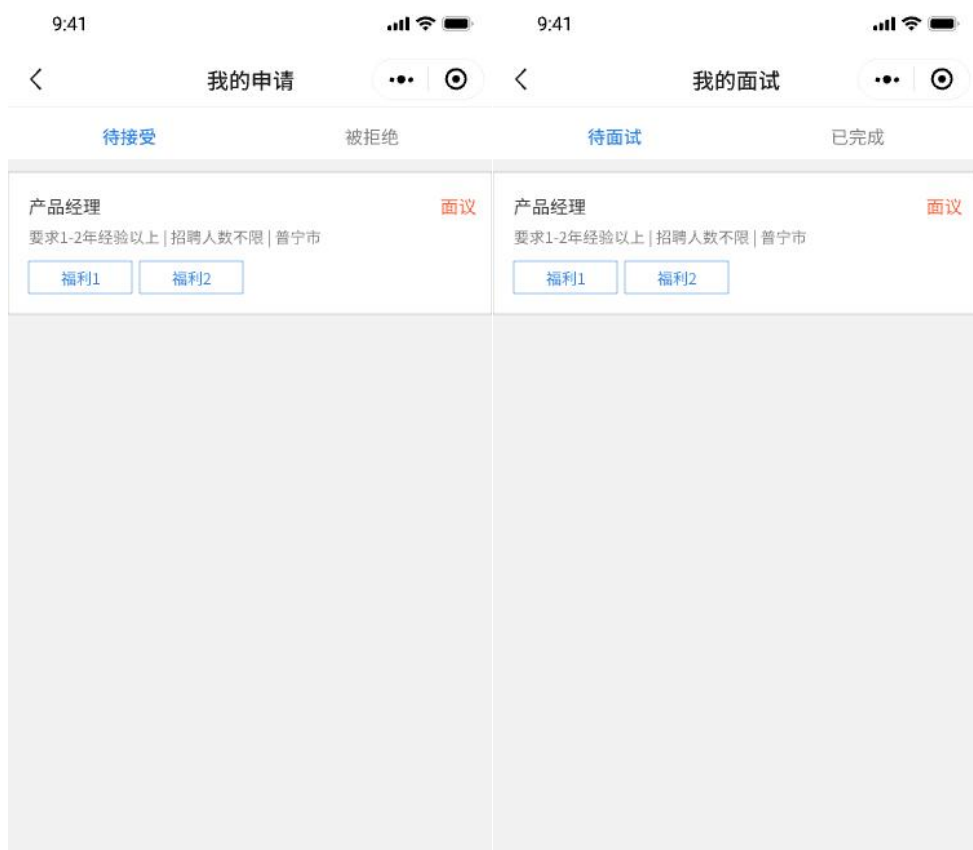 9:41
我的申请
待接受 被拒绝
产品经理 面议
要求1-2年经验以上 | 招聘人数不限 | 普宁市
福利1 福利2
9:41
我的面试
待面试 已完成
产品经理 面议
要求1-2年经验以上 | 招聘人数不限 | 普宁市
福利1 福利2